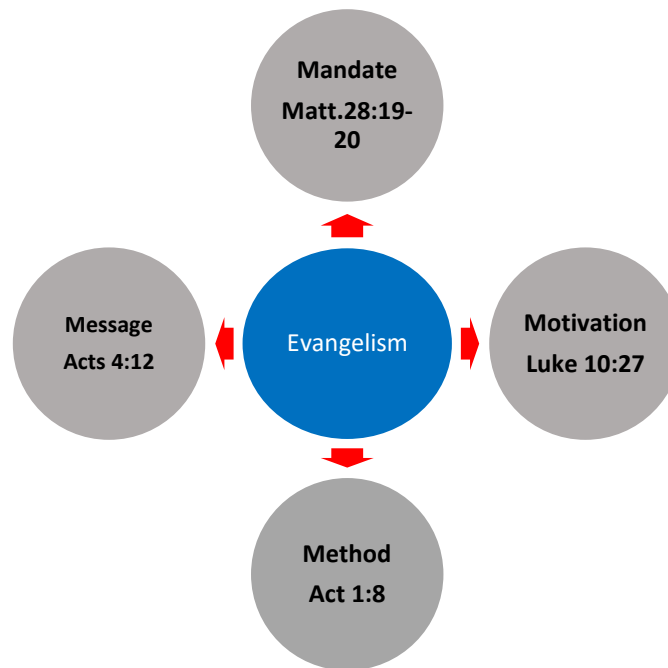 Mandate
Matt.28:19-
20
Message
Acts 4:12
Evangelism
Motivation
Luke 10:27
Method
Act 1:8